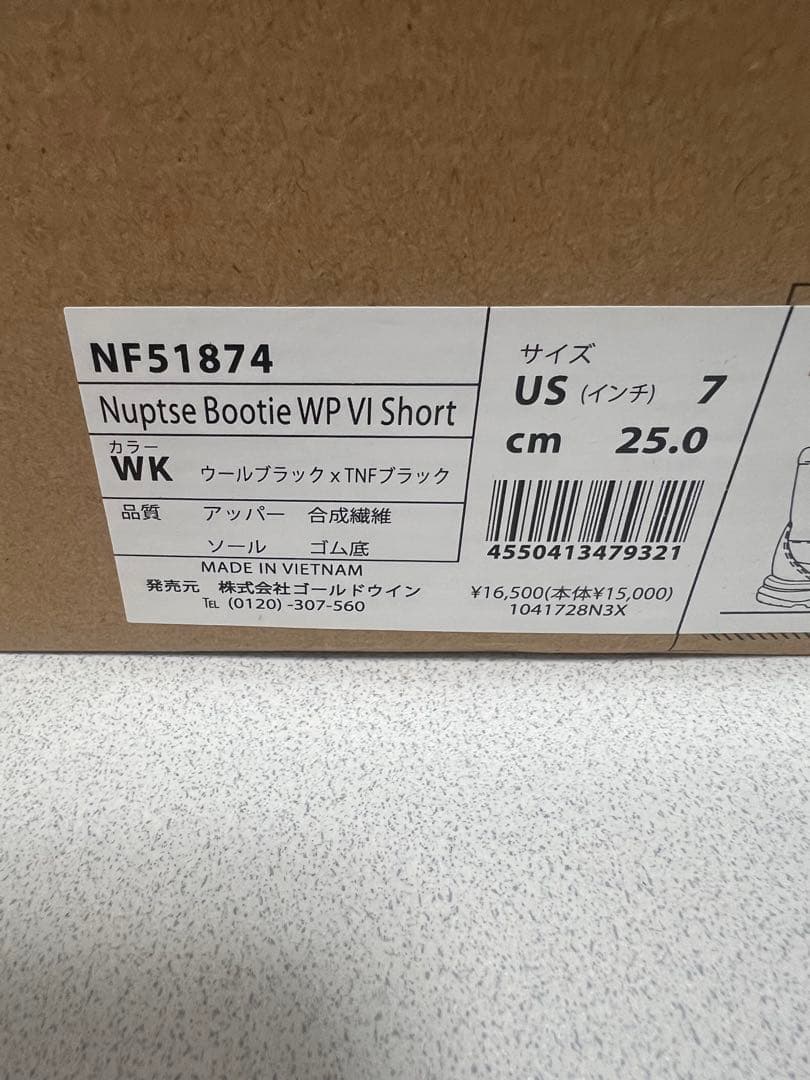 NF51874
Nuptse Bootie WP VI Short
カラー
WK ウールブラック x TNFブラック
品質 アッパー 合成繊維
ソール ゴム底
MADE IN VIETNAM
発売元 株式会社ゴールドウイン
TEL (0120) -307-560
サイズ
US (インチ) 7
cm 25.0
4550413479321
¥16,500(本体¥15,000)
1041728N3X